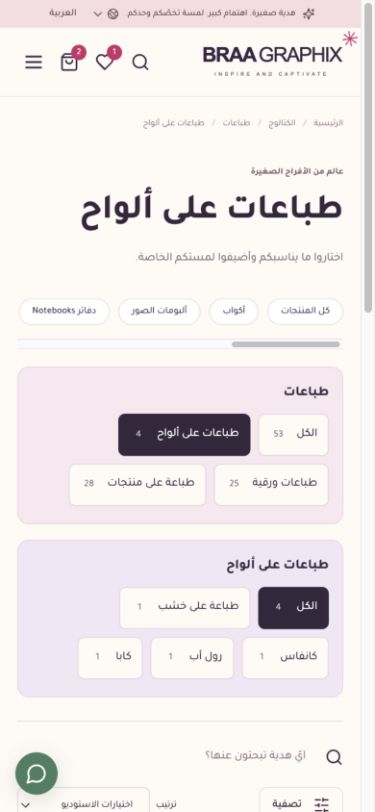 هدية صغيرة. اهتمام كبير. لمسة تخصّكم وحدكم.
العربية
BRAA GRAPHIX
INSPIRE AND CAPTIVATE
1
2
الرئيسية / الكتالوج / طباعات / طباعات على ألواح
عالم من الأفراح الصغيرة
طباعات على ألواح
اختاروا ما يناسبكم وأضيفوا لمستكم الخاصة.
كل المنتجات
أكواب
ألبومات الصور
دفاتر Notebooks
طباعات
الكل 53
طباعات على ألواح 4
طباعات ورقية 25
طباعة على منتجات 28
طباعات على ألواح
الكل 4
طباعة على خشب 1
كانفاس 1
رول أب 1
كابا 1
أيّ هدية تبحثون عنها؟
تصفية
ترتيب
اختيارات الاستوديو